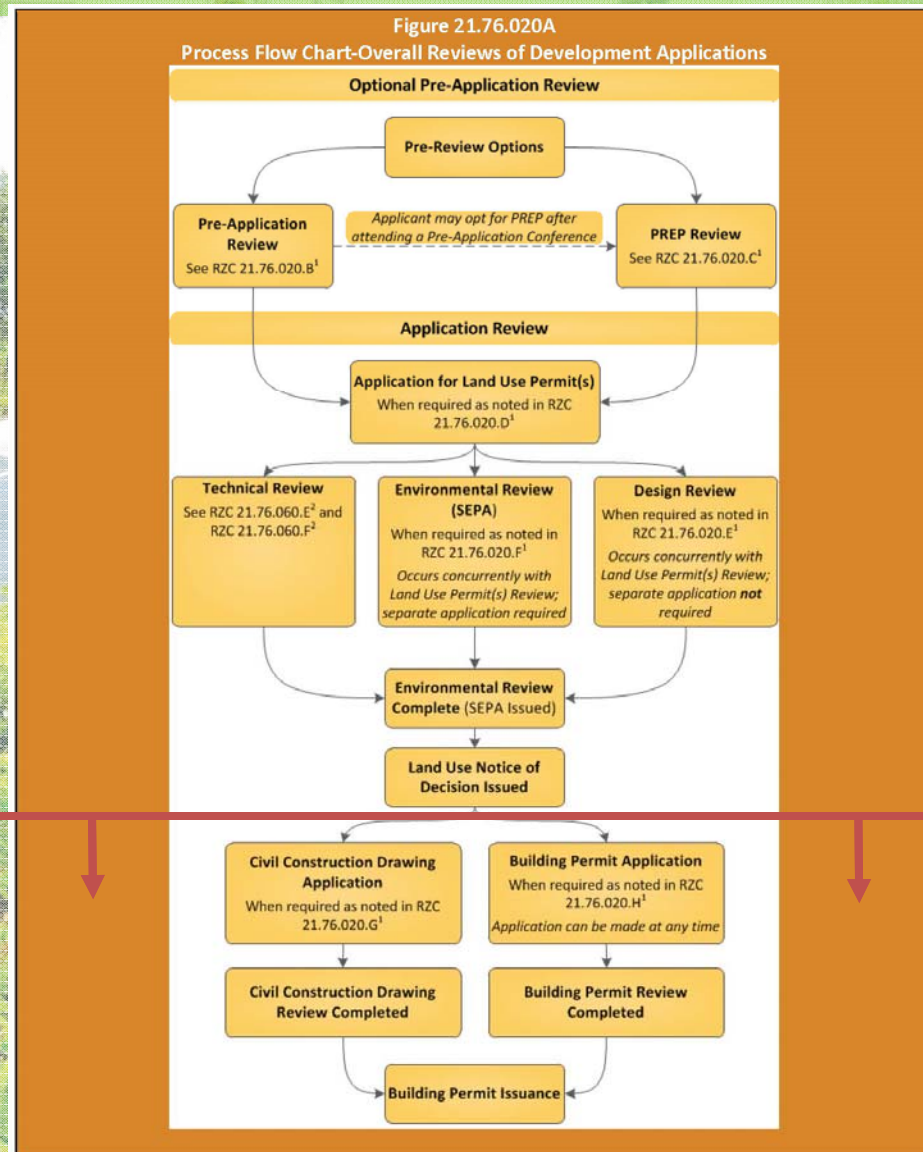 Figure 21.76.020A
Process Flow Chart-Overall Reviews of Development Applications
Optional Pre-Application Review
Pre-Review Options
Pre-Application
Review
See RZC 21.76.020.B¹
Applicant may opt for PREP after
attending a Pre-Application Conference
PREP Review
See RZC 21.76.020.C¹
Application Review
Application for Land Use Permit(s)
When required as noted in RZC
21.76.020.D¹
Technical Review
See RZC 21.76.060.E² and
RZC 21.76.060.F²
Environmental Review
(SEPA)
When required as noted in
RZC 21.76.020.F¹
Occurs concurrently with
Land Use Permit(s) Review;
separate application required
Design Review
When required as noted in
RZC 21.76.020.E¹
Occurs concurrently with
Land Use Permit(s) Review;
separate application not
required
Environmental Review
Complete (SEPA Issued)
Land Use Notice of
Decision Issued
Civil Construction Drawing
Application
When required as noted in RZC
21.76.020.G¹
Building Permit Application
When required as noted in RZC
21.76.020.H¹
Application can be made at any time
Civil Construction Drawing
Review Completed
Building Permit Review
Completed
Building Permit Issuance